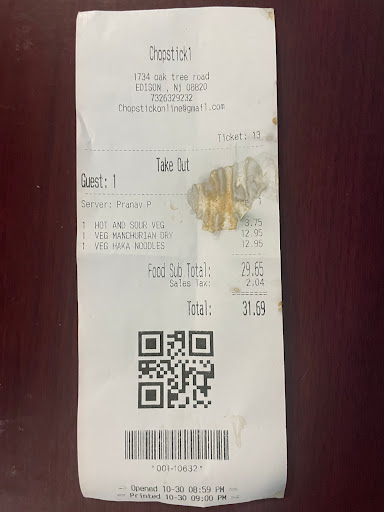 Chopstick1
1734 oak tree road
EDISON , Nj 08820
7326329232
Chopstickonline@gmail.com
Ticket: 13
Take Out
Guest: 1
Server: Pranav P
1 HOT AND SOUR VEG 3.75
1 VEG MANCHURIAN DRY 12.95
1 VEG HAKA NOODLES 12.95
Food Sub Total: 29.65
Sales Tax: 2.04
Total: 31.69
*001-10632*
-- Opened 10-30 08:59 PM --
-- Printed 10-30 09:00 PM --